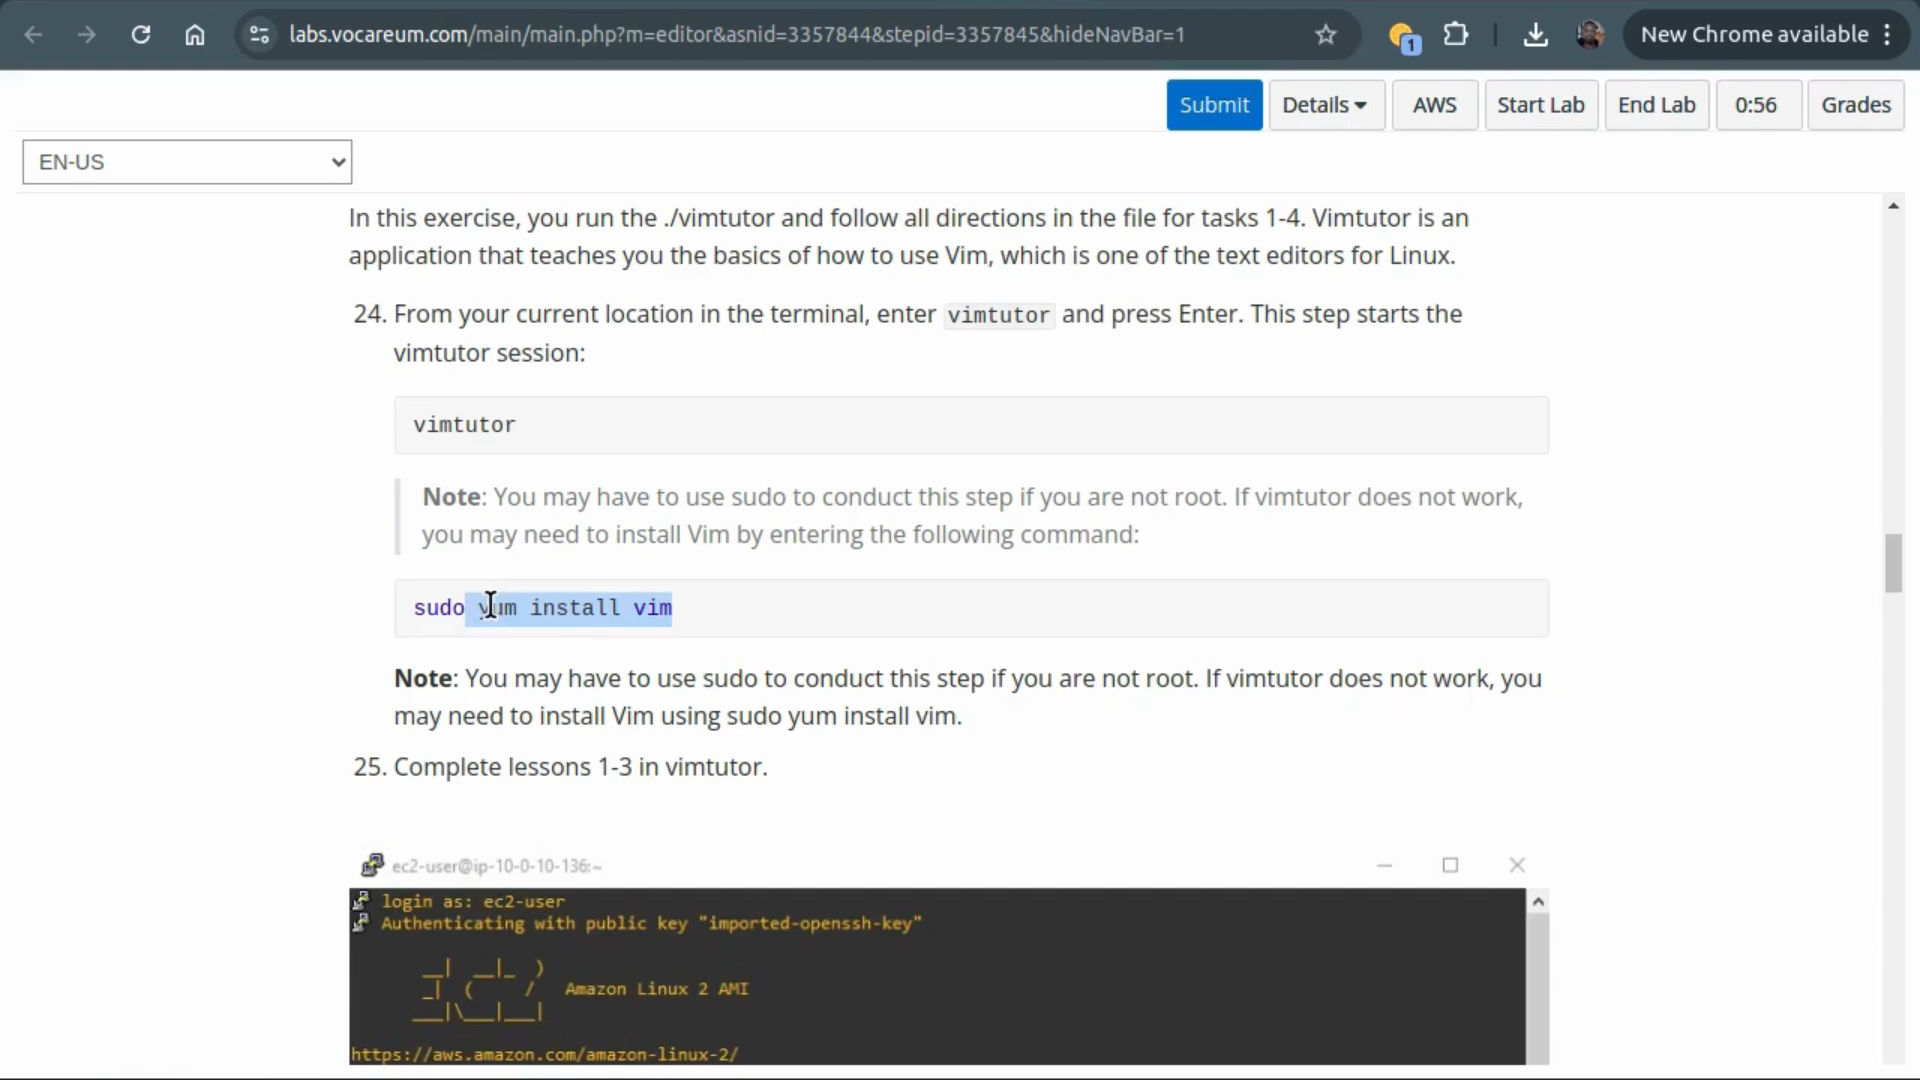 labs.vocareum.com/main/main.php?m=editor&asnid=3357844&stepid=3357845&hideNavBar=1
1
New Chrome available
Submit
Details
AWS
Start Lab
End Lab
0:56
Grades
EN-US
In this exercise, you run the ./vimtutor and follow all directions in the file for tasks 1-4. Vimtutor is an
application that teaches you the basics of how to use Vim, which is one of the text editors for Linux.
24. From your current location in the terminal, enter vimtutor and press Enter. This step starts the
vimtutor session:
vimtutor
Note: You may have to use sudo to conduct this step if you are not root. If vimtutor does not work,
you may need to install Vim by entering the following command:
sudo yum install vim
Note: You may have to use sudo to conduct this step if you are not root. If vimtutor does not work, you
may need to install Vim using sudo yum install vim.
25. Complete lessons 1-3 in vimtutor.
ec2-user@ip-10-0-10-136:~
login as: ec2-user
Authenticating with public key "imported-openssh-key"
Amazon Linux 2 AMI
https://aws.amazon.com/amazon-linux-2/